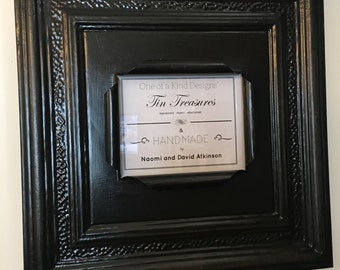 One of a Kind Designs
Tin Treasures
&
HANDMADE
by
Naomi and David Atkinson